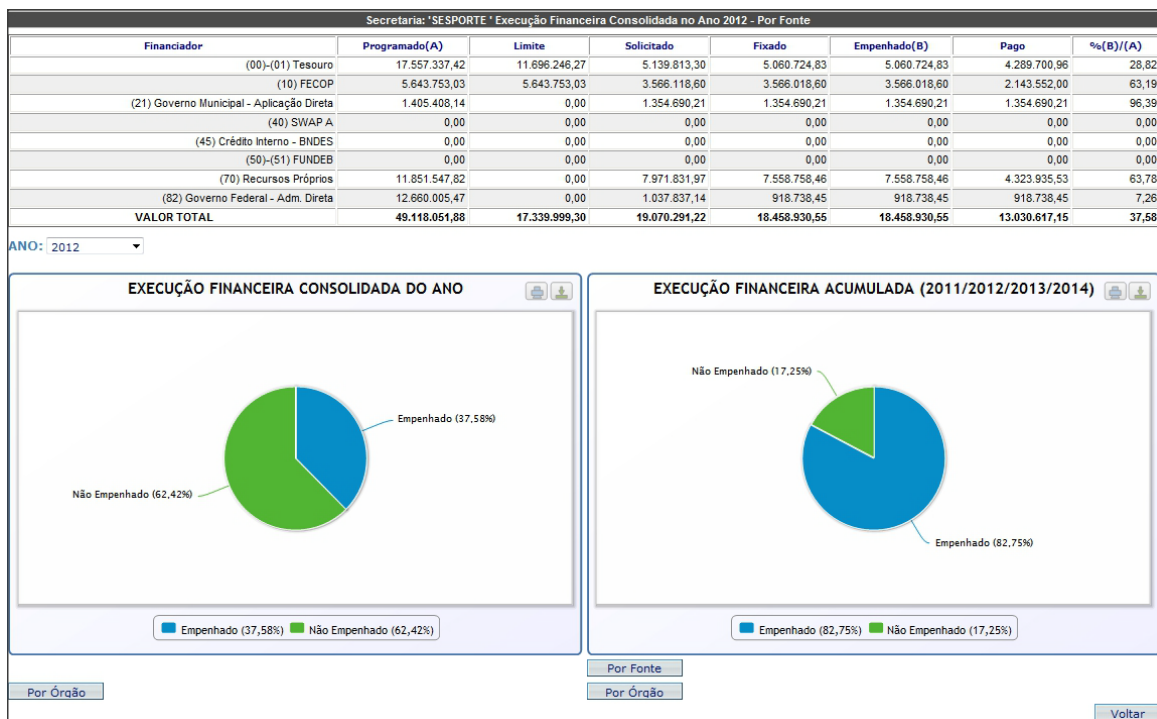 Secretaria: 'SESPORTE ' Execução Financeira Consolidada no Ano 2012 - Por Fonte
Financiador Programado(A) Limite Solicitado Fixado Empenhado(B) Pago %(B)/(A)
(00)-(01) Tesouro 17.557.337,42 11.696.246,27 5.139.813,30 5.060.724,83 5.060.724,83 4.289.700,96 28,82
(10) FECOP 5.643.753,03 5.643.753,03 3.566.118,60 3.566.018,60 3.566.018,60 2.143.552,00 63,19
(21) Governo Municipal - Aplicação Direta 1.405.408,14 0,00 1.354.690,21 1.354.690,21 1.354.690,21 1.354.690,21 96,39
(40) SWAP A 0,00 0,00 0,00 0,00 0,00 0,00 0,00
(45) Crédito Interno - BNDES 0,00 0,00 0,00 0,00 0,00 0,00 0,00
(50)-(51) FUNDEB 0,00 0,00 0,00 0,00 0,00 0,00 0,00
(70) Recursos Próprios 11.851.547,82 0,00 7.971.831,97 7.558.758,46 7.558.758,46 4.323.935,53 63,78
(82) Governo Federal - Adm. Direta 12.660.005,47 0,00 1.037.837,14 918.738,45 918.738,45 918.738,45 7,26
VALOR TOTAL 49.118.051,88 17.339.999,30 19.070.291,22 18.458.930,55 18.458.930,55 13.030.617,15 37,58
ANO: 2012
EXECUÇÃO FINANCEIRA CONSOLIDADA DO ANO
Empenhado (37,58%)
Não Empenhado (62,42%)
Empenhado (37,58%) Não Empenhado (62,42%)
EXECUÇÃO FINANCEIRA ACUMULADA (2011/2012/2013/2014)
Não Empenhado (17,25%)
Empenhado (82,75%)
Empenhado (82,75%) Não Empenhado (17,25%)
Por Fonte
Por Órgão Por Órgão
Voltar